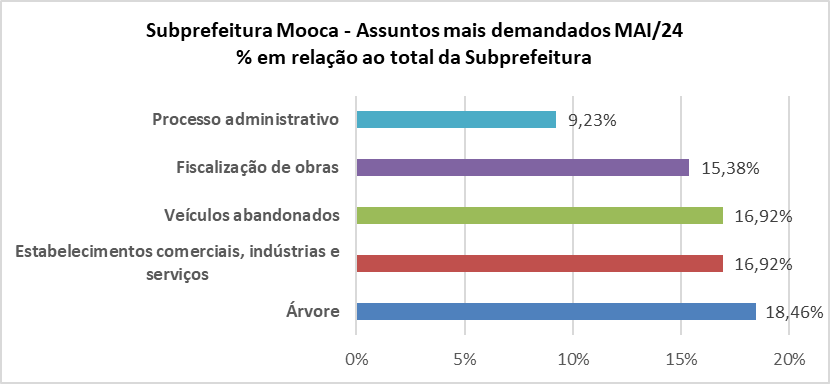 Subprefeitura Mooca - Assuntos mais demandados MAI/24
% em relação ao total da Subprefeitura
Processo administrativo
9,23%
Fiscalização de obras
15,38%
Veículos abandonados
16,92%
Estabelecimentos comerciais, indústrias e
serviços
16,92%
Árvore
18,46%
0%
5%
10%
15%
20%